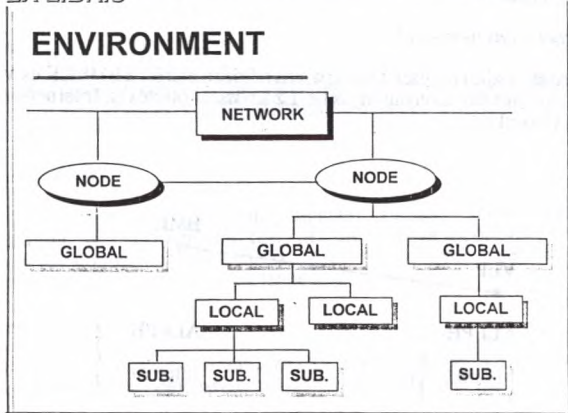 ENVIRONMENT
NETWORK
NODE NODE
GLOBAL GLOBAL GLOBAL
LOCAL LOCAL LOCAL
SUB. SUB. SUB. SUB.